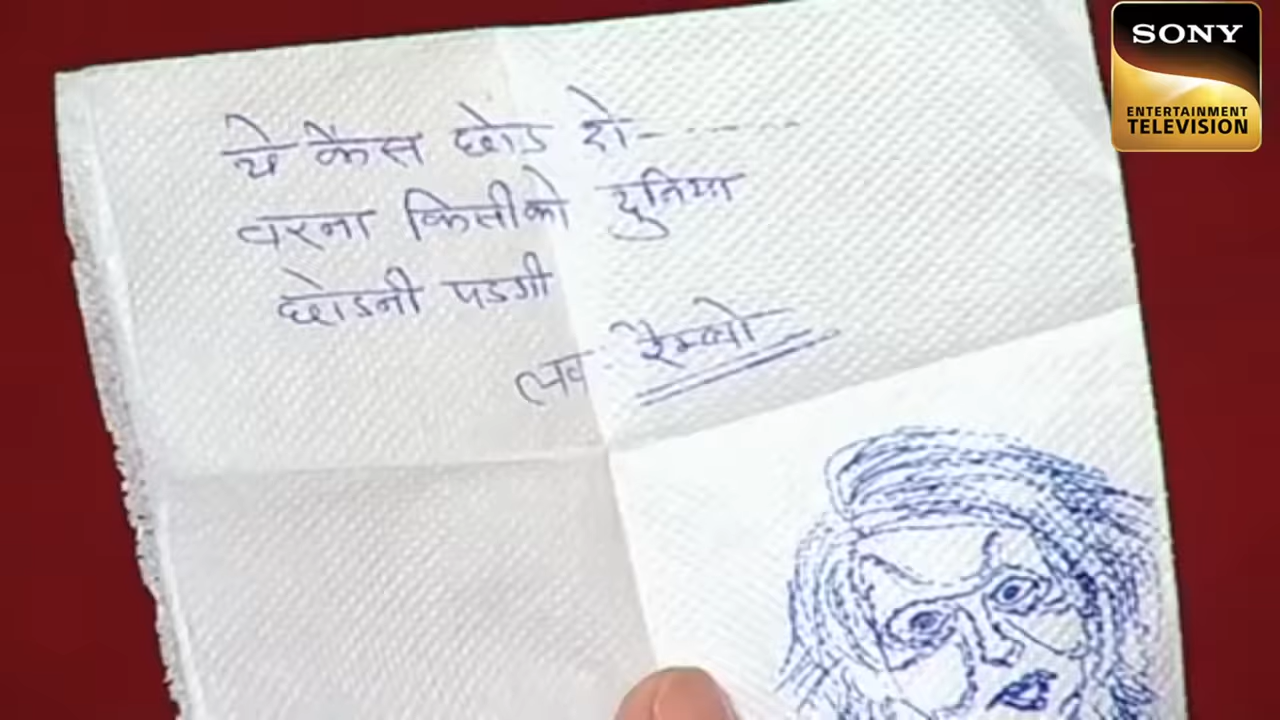 ये कैस छोड दो- - - - - - -
वरना किसीको दुनिया
छोडनी पडगी
लव रैम्बो
SONY
ENTERTAINMENT
TELEVISION